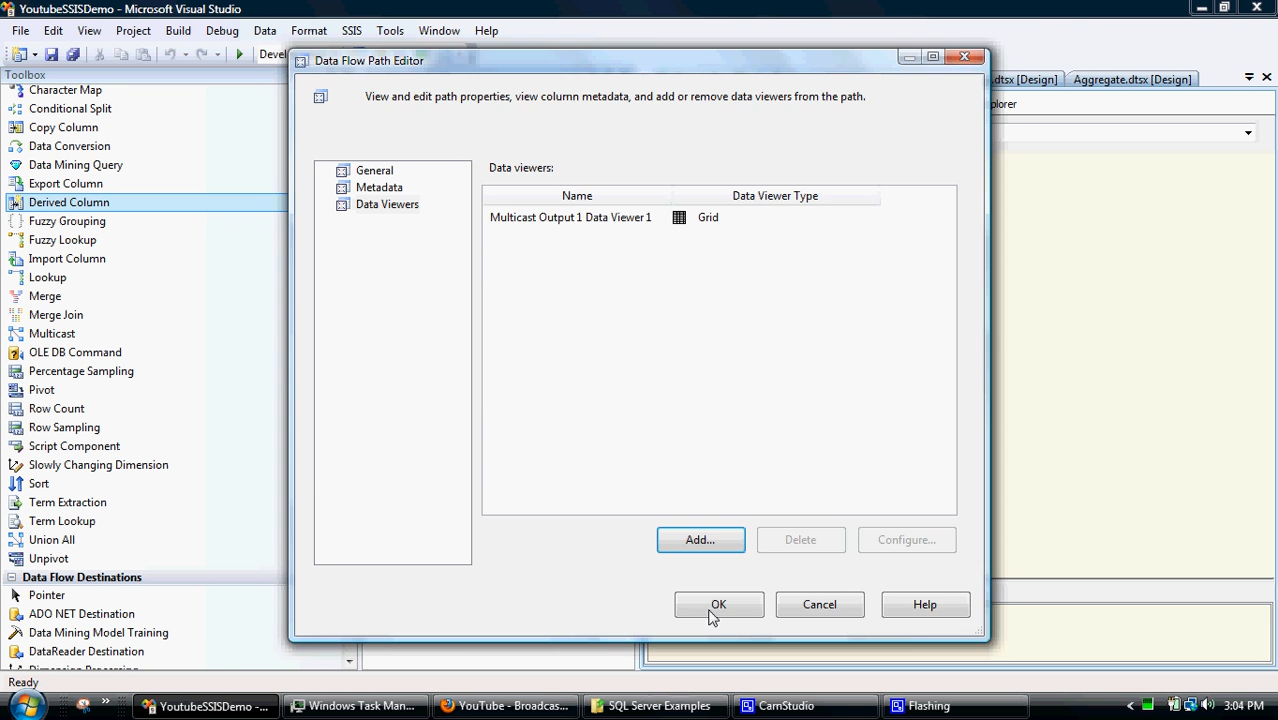 YoutubeSSISDemo - Microsoft Visual Studio
File Edit View Project Build Debug Data Format SSIS Tools Window Help
Toolbox
Character Map
Conditional Split
Copy Column
Data Conversion
Data Mining Query
Export Column
Derived Column
Fuzzy Grouping
Fuzzy Lookup
Import Column
Lookup
Merge
Merge Join
Multicast
OLE DB Command
Percentage Sampling
Pivot
Row Count
Row Sampling
Script Component
Slowly Changing Dimension
Sort
Term Extraction
Term Lookup
Union All
Unpivot
Data Flow Destinations
Pointer
ADO NET Destination
Data Mining Model Training
DataReader Destination
Data Flow Path Editor
View and edit path properties, view column metadata, and add or remove data viewers from the path.
General
Metadata
Data Viewers
Data viewers:
Name Data Viewer Type
Multicast Output 1 Data Viewer 1 Grid
Add... Delete Configure...
OK Cancel Help
.dtsx [Design] Aggregate.dtsx [Design]
Ready
YoutubeSSISDemo -... Windows Task Man... YouTube - Broadcas... SQL Server Examples CamStudio Flashing 3:04 PM